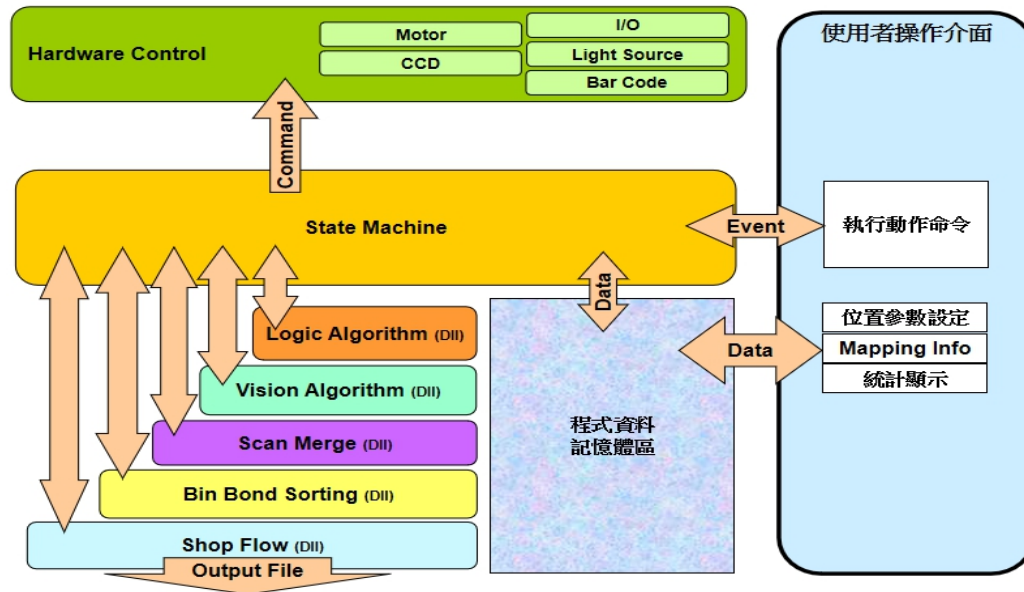 Hardware Control
Motor
CCD
I/O
Light Source
Bar Code
使用者操作介面
Command
State Machine
Event
執行動作命令
Data
Logic Algorithm (Dll)
Vision Algorithm (Dll)
Scan Merge (Dll)
Bin Bond Sorting (Dll)
Shop Flow (Dll)
Output File
程式資料
記憶體區
Data
位置參數設定
Mapping Info
統計顯示